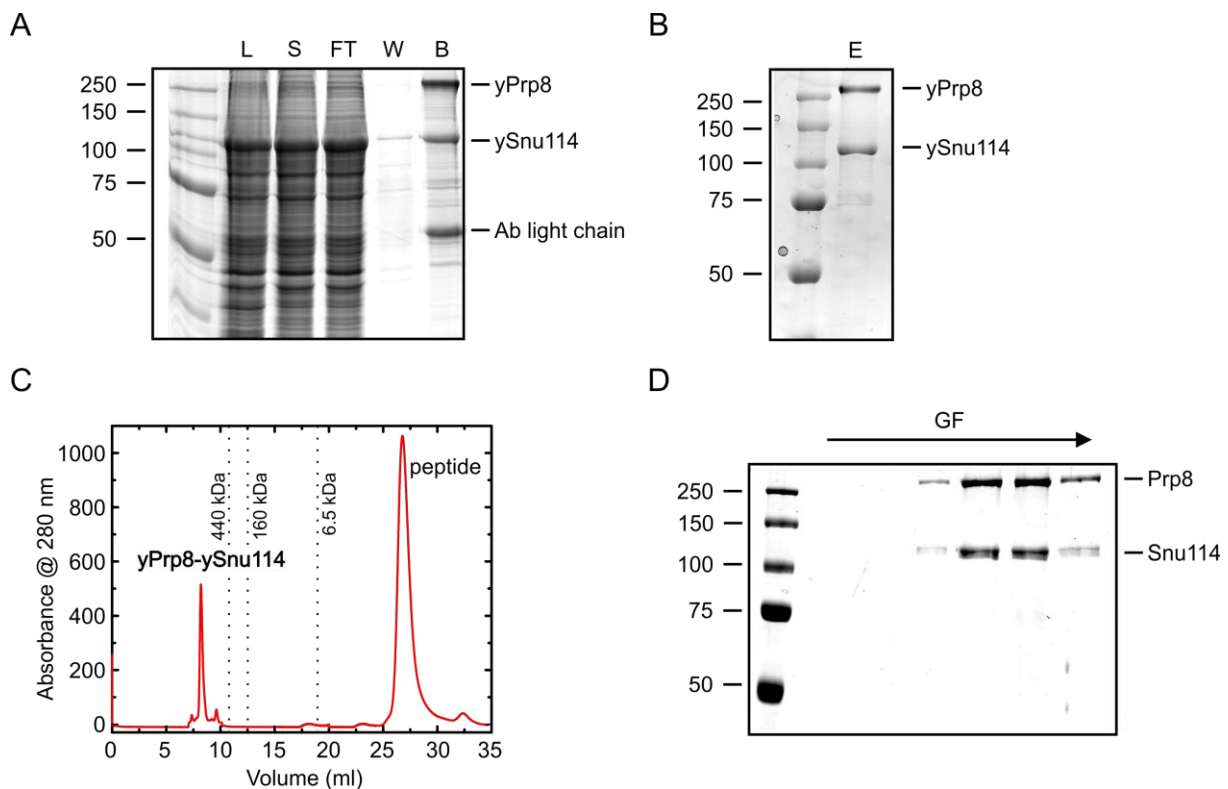 A
L S FT W B
250
150
100
75
50
yPrp8
ySnu114
Ab light chain
B
E
250
150
100
75
50
yPrp8
ySnu114
C
Absorbance @ 280 nm
1000
800
600
400
200
0
yPrp8-ySnu114
440 kDa
160 kDa
6.5 kDa
peptide
0 5 10 15 20 25 30 35
Volume (ml)
D
GF
250
150
100
75
50
Prp8
Snu114